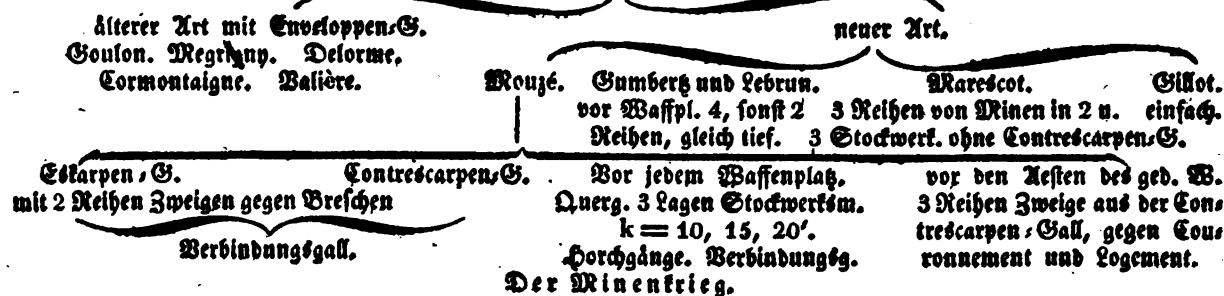 älterer Art mit Enveloppen-G.
Goulon. Megrigny. Delorme.
Cormontaigne. Valière.
neuer Art.
Mouzé. Gumbertz und Lebrun. Marescot. Gillot.
vor Waffpl. 4, sonst 2 3 Reihen von Minen in 2 u. einfach.
Reihen, gleich tief. 3 Stockwerk. ohne Contrescarpen-G.
Eskarpen-G. Contrescarpen-G.
mit 2 Reihen Zweigen gegen Breschen
Verbindungsgall.
Vor jedem Waffenplatz.
Querg. 3 Lagen Stockwerksm.
k = 10, 15, 20'.
Horchgänge. Verbindungsg.
vor den Aesten des ged. W.
3 Reihen Zweige aus der Con-
trescarpen-Gall, gegen Cou-
ronnement und Logement.
Der Minenkrieg.